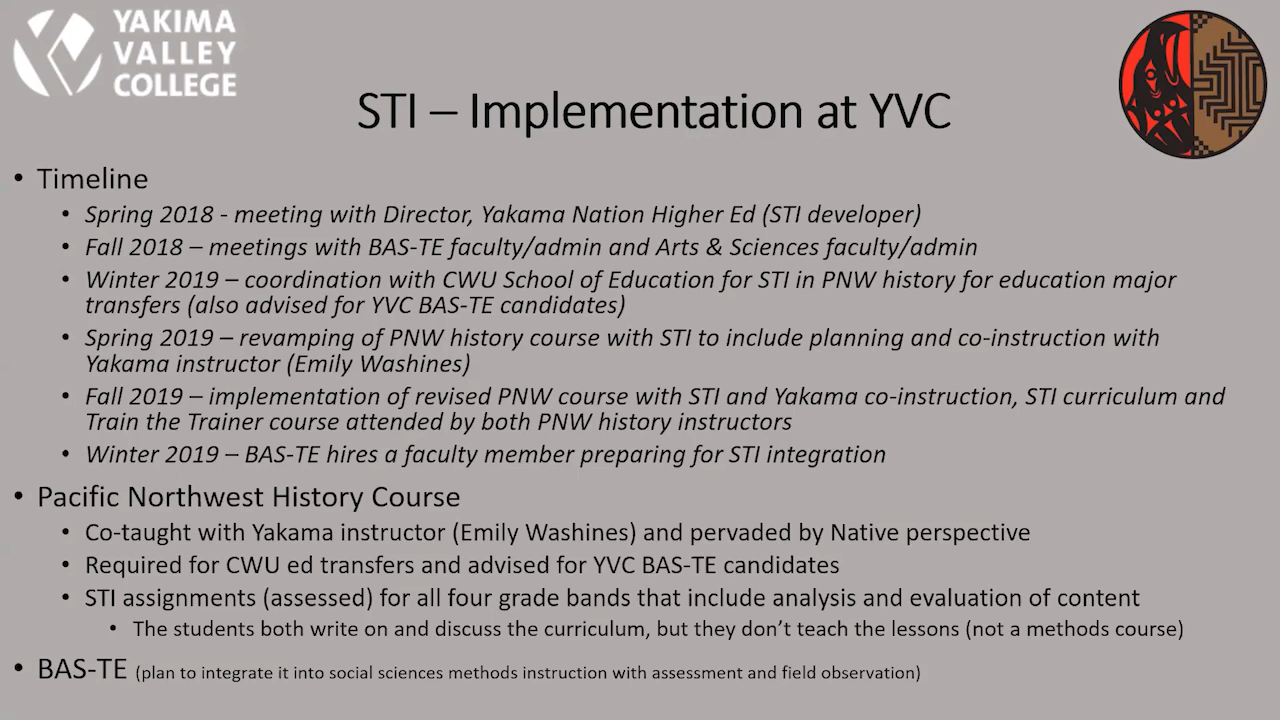 YAKIMA
VALLEY
COLLEGE
STI – Implementation at YVC
• Timeline
• Spring 2018 - meeting with Director, Yakama Nation Higher Ed (STI developer)
• Fall 2018 – meetings with BAS-TE faculty/admin and Arts & Sciences faculty/admin
• Winter 2019 – coordination with CWU School of Education for STI in PNW history for education major
transfers (also advised for YVC BAS-TE candidates)
• Spring 2019 – revamping of PNW history course with STI to include planning and co-instruction with
Yakama instructor (Emily Washines)
• Fall 2019 – implementation of revised PNW course with STI and Yakama co-instruction, STI curriculum and
Train the Trainer course attended by both PNW history instructors
• Winter 2019 – BAS-TE hires a faculty member preparing for STI integration
• Pacific Northwest History Course
• Co-taught with Yakama instructor (Emily Washines) and pervaded by Native perspective
• Required for CWU ed transfers and advised for YVC BAS-TE candidates
• STI assignments (assessed) for all four grade bands that include analysis and evaluation of content
• The students both write on and discuss the curriculum, but they don’t teach the lessons (not a methods course)
• BAS-TE (plan to integrate it into social sciences methods instruction with assessment and field observation)